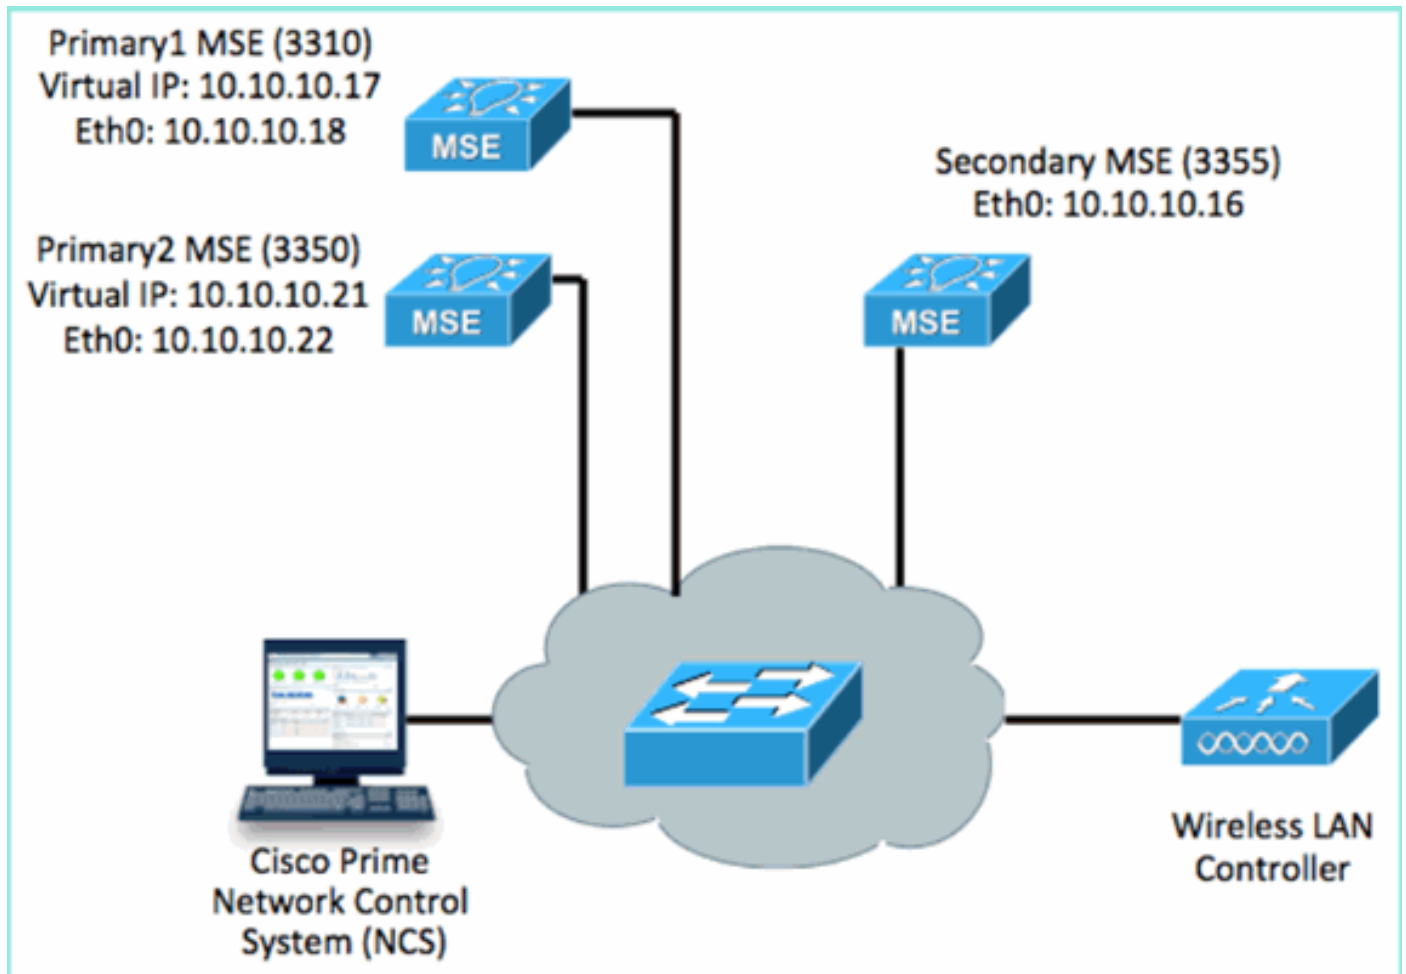 Primary1 MSE (3310)
Virtual IP: 10.10.10.17
Eth0: 10.10.10.18
MSE
Secondary MSE (3355)
Eth0: 10.10.10.16
Primary2 MSE (3350)
Virtual IP: 10.10.10.21
Eth0: 10.10.10.22
MSE
MSE
Cisco Prime
Network Control
System (NCS)
Wireless LAN
Controller